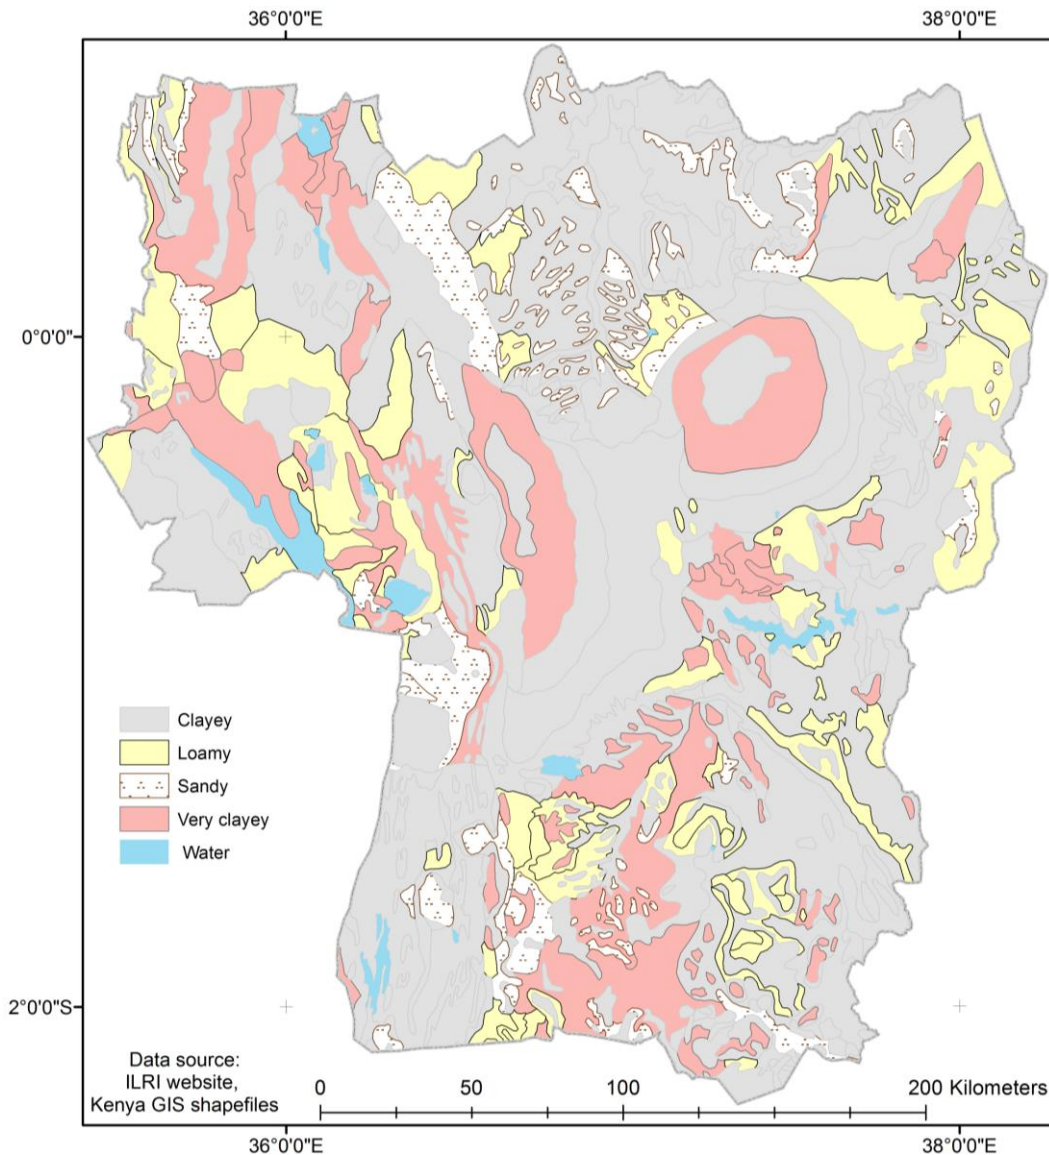 36°0'0"E 38°0'0"E
0°0'0"
Clayey
Loamy
Sandy
Very clayey
Water
2°0'0"S
Data source:
ILRI website,
Kenya GIS shapefiles
0 50 100 200 Kilometers
36°0'0"E 38°0'0"E